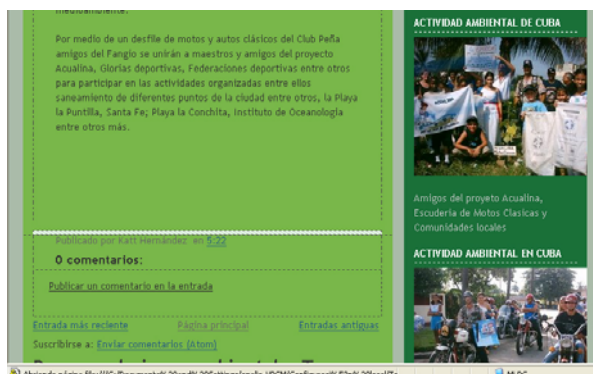 medioambiente.
Por medio de un desfile de motos y autos clásicos del Club Peña
amigos del Fangio se unirán a maestros y amigos del proyecto
Acualina, Glorias deportivas, Federaciones deportivas entre otros
para participar en las actividades organizadas entre ellos
saneamiento de diferentes puntos de la ciudad entre otros, la Playa
la Puntilla, Santa Fe; Playa la Conchita, Instituto de Oceanología
entre otros más.
Publicado por Katt Hernández en 5:22
0 comentarios:
Publicar un comentario en la entrada
Entrada más reciente Página principal Entradas antiguas
Suscribirse a: Enviar comentarios (Atom)
ACTIVIDAD AMBIENTAL DE CUBA
Amigos del proyeto Acualina,
Escuderia de Motos Clasicas y
Comunidades locales
ACTIVIDAD AMBIENTAL EN CUBA
Mi PC